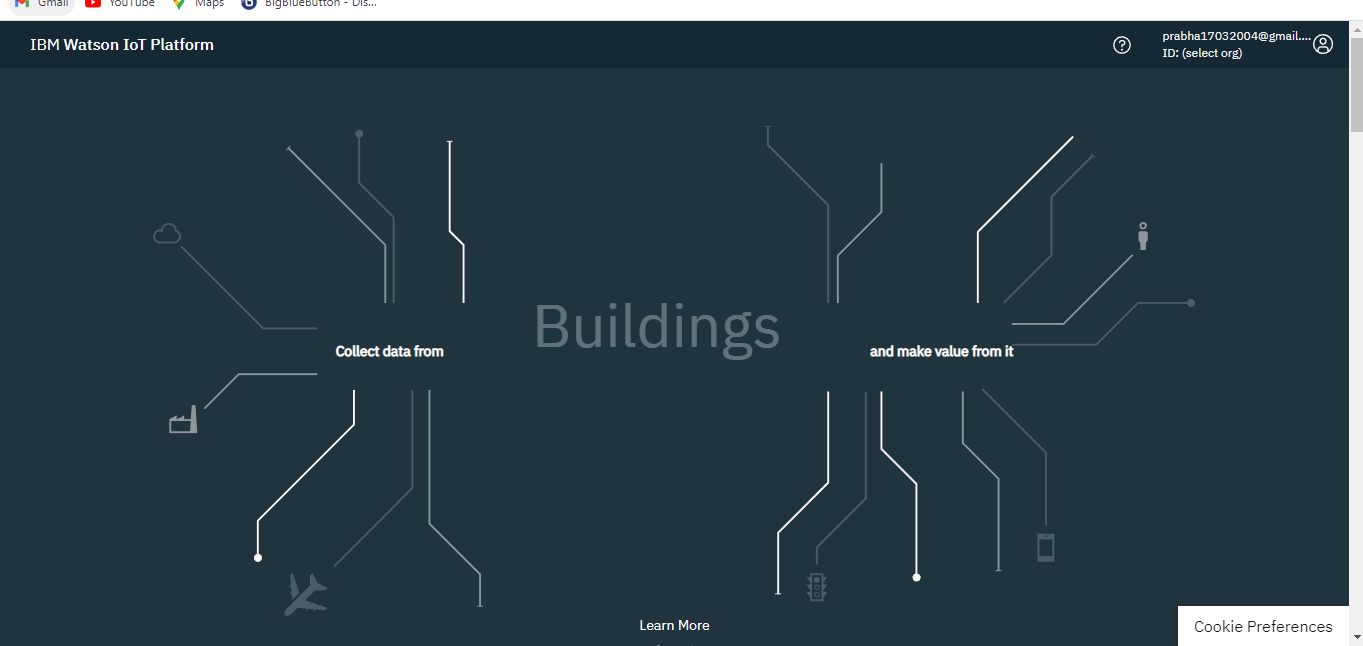 Gmail YouTube Maps BigBlueButton - Dis...
IBM Watson IoT Platform
prabha17032004@gmail....
ID: (select org)
Buildings
Collect data from
and make value from it
Learn More
Cookie Preferences